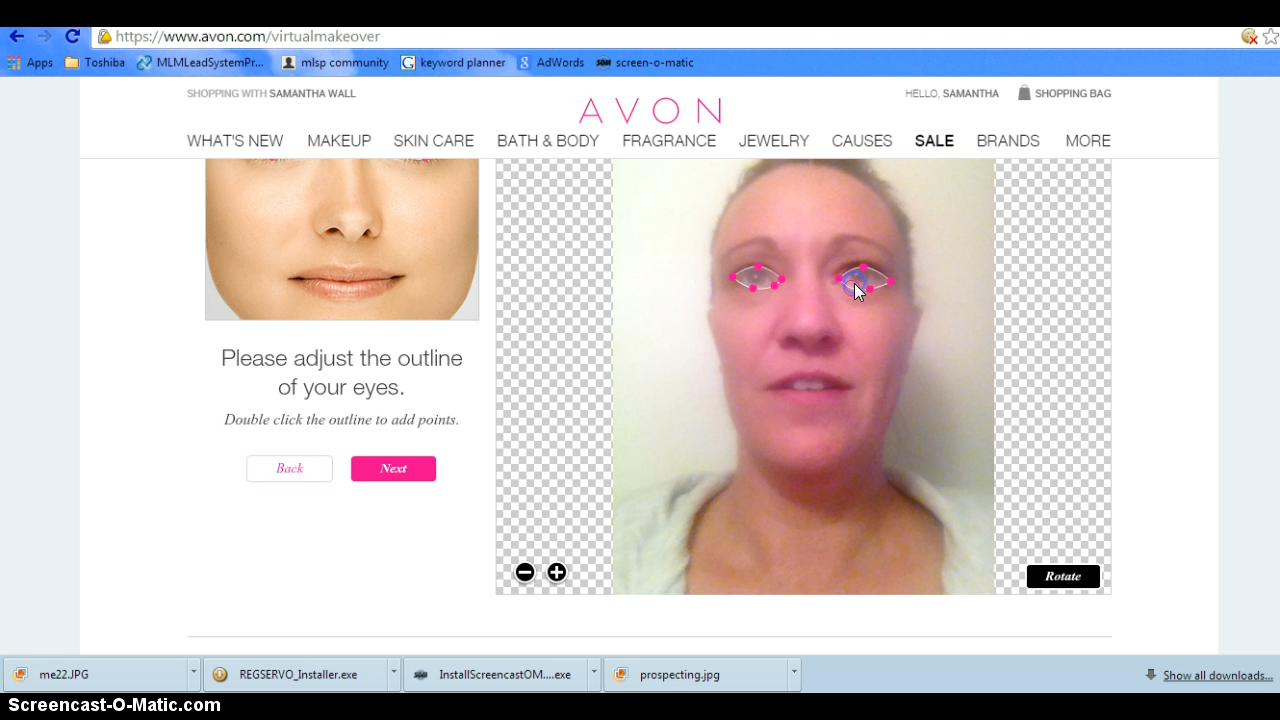 https://www.avon.com/virtualmakeover
Apps Toshiba MLMLeadSystemPr... mlsp community keyword planner AdWords screen-o-matic
SHOPPING WITH SAMANTHA WALL
AVON
HELLO, SAMANTHA SHOPPING BAG
WHAT'S NEW MAKEUP SKIN CARE BATH & BODY FRAGRANCE JEWELRY CAUSES SALE BRANDS MORE
Please adjust the outline
of your eyes.
Double click the outline to add points.
Back Next
Rotate
me22.JPG REGSERVO_Installer.exe InstallScreencastOM....exe prospecting.jpg Show all downloads...
Screencast-O-Matic.com